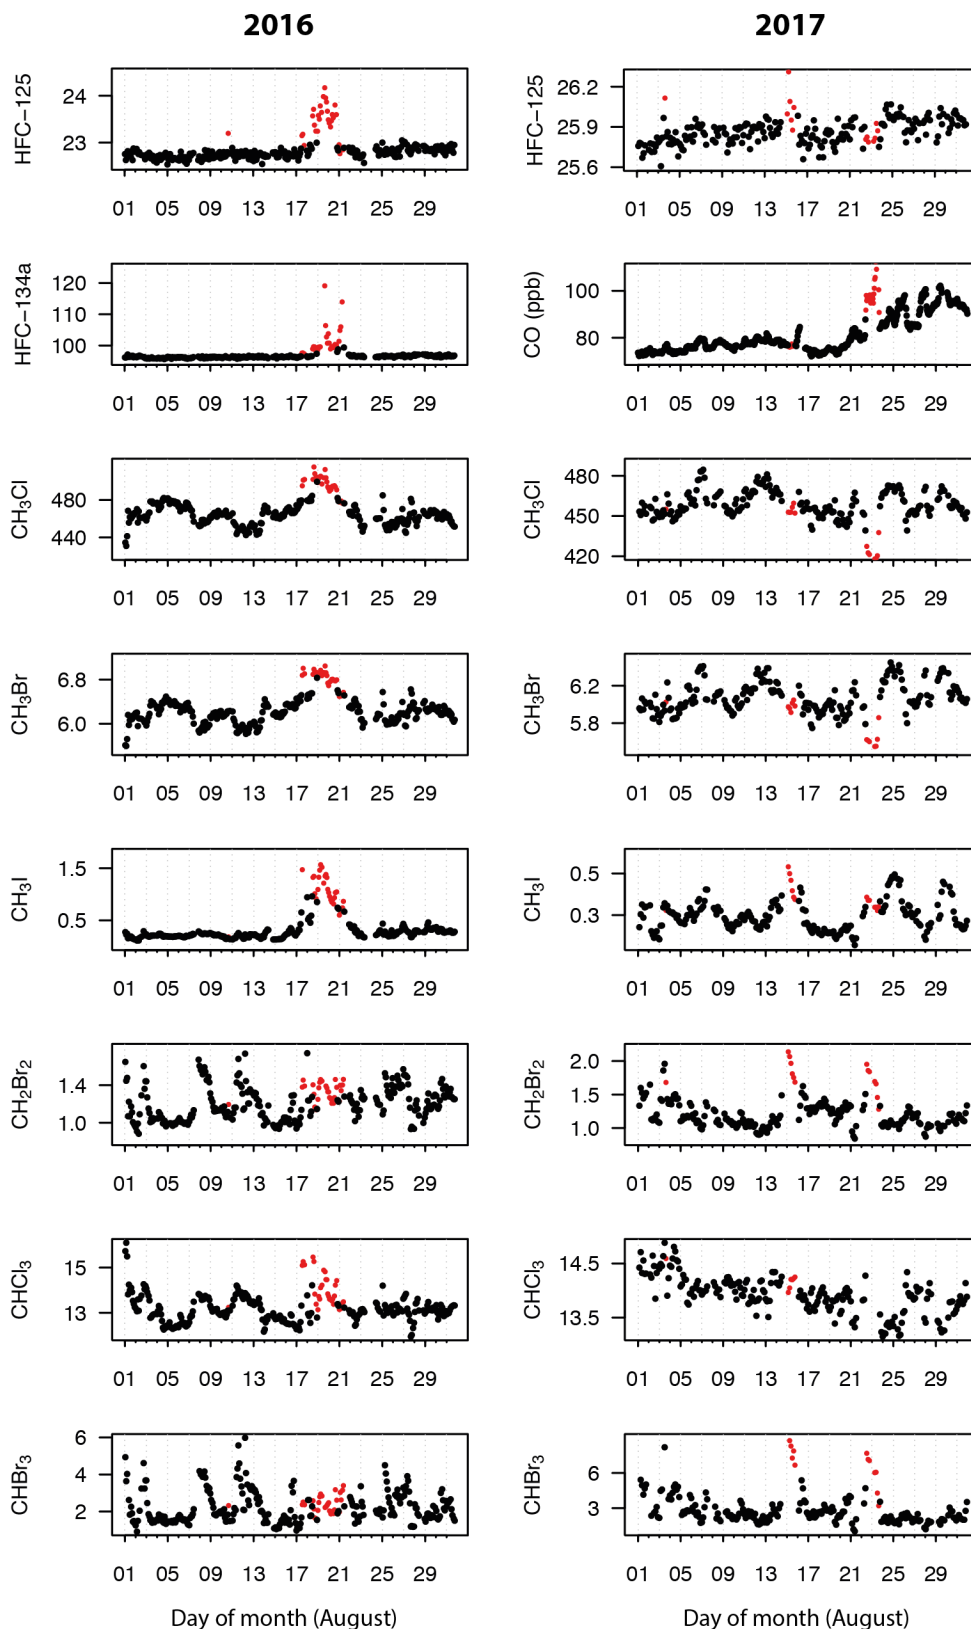 2016
2017
HFC−125
24
23
01 05 09 13 17 21 25 29
HFC−125
26.2
25.9
25.6
01 05 09 13 17 21 25 29
HFC−134a
120
110
100
01 05 09 13 17 21 25 29
CO (ppb)
100
80
01 05 09 13 17 21 25 29
CH₃Cl
480
440
01 05 09 13 17 21 25 29
CH₃Cl
480
450
420
01 05 09 13 17 21 25 29
CH₃Br
6.8
6.0
01 05 09 13 17 21 25 29
CH₃Br
6.2
5.8
01 05 09 13 17 21 25 29
CH₃I
1.5
0.5
01 05 09 13 17 21 25 29
CH₃I
0.5
0.3
01 05 09 13 17 21 25 29
CH₂Br₂
1.4
1.0
01 05 09 13 17 21 25 29
CH₂Br₂
2.0
1.5
1.0
01 05 09 13 17 21 25 29
CHCl₃
15
13
01 05 09 13 17 21 25 29
CHCl₃
14.5
13.5
01 05 09 13 17 21 25 29
CHBr₃
6
4
2
01 05 09 13 17 21 25 29
CHBr₃
6
3
01 05 09 13 17 21 25 29
Day of month (August)
Day of month (August)